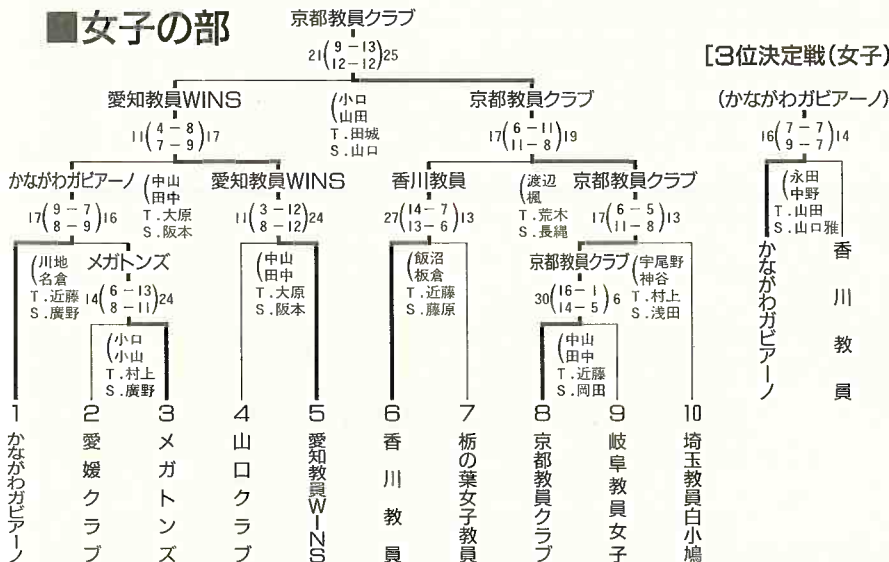 ■女子の部
京都教員クラブ
21(9-13 12-12)25
[3位決定戦(女子)
愛知教員WINS
(小口
山田
T.田城
S.山口
京都教員クラブ
(かながわガビアーノ)
11(4-8 7-9)17
17(6-11 11-8)19
16(7-7 9-7)14
かながわガビアーノ
(中山
田中
T.大原
S.阪本
愛知教員WINS
香川教員
(渡辺
楓
T.荒木
S.長縄
京都教員クラブ
(永田
中野
T.山田
S.山口雅
17(9-7 8-9)16
11(3-12 8-12)24
27(14-7 13-6)13
17(6-5 11-8)13
(川地
名倉
T.近藤
S.廣野
メガトンズ
14(6-13 8-11)24
(中山
田中
T.大原
S.阪本
(飯沼
板倉
T.近藤
S.藤原
京都教員クラブ
30(16-1 14-5)6
(宇尾野
神谷
T.村上
S.浅田
かながわガビアーノ
香川教員
(小口
小山
T.村上
S.廣野
(中山
田中
T.近藤
S.岡田
1 かながわガビアーノ
2 愛媛クラブ
3 メガトンズ
4 山口クラブ
5 愛知教員WINS
6 香川教員
7 栃の葉女子教員
8 京都教員クラブ
9 岐阜教員女子
10 埼玉教員白小鳩